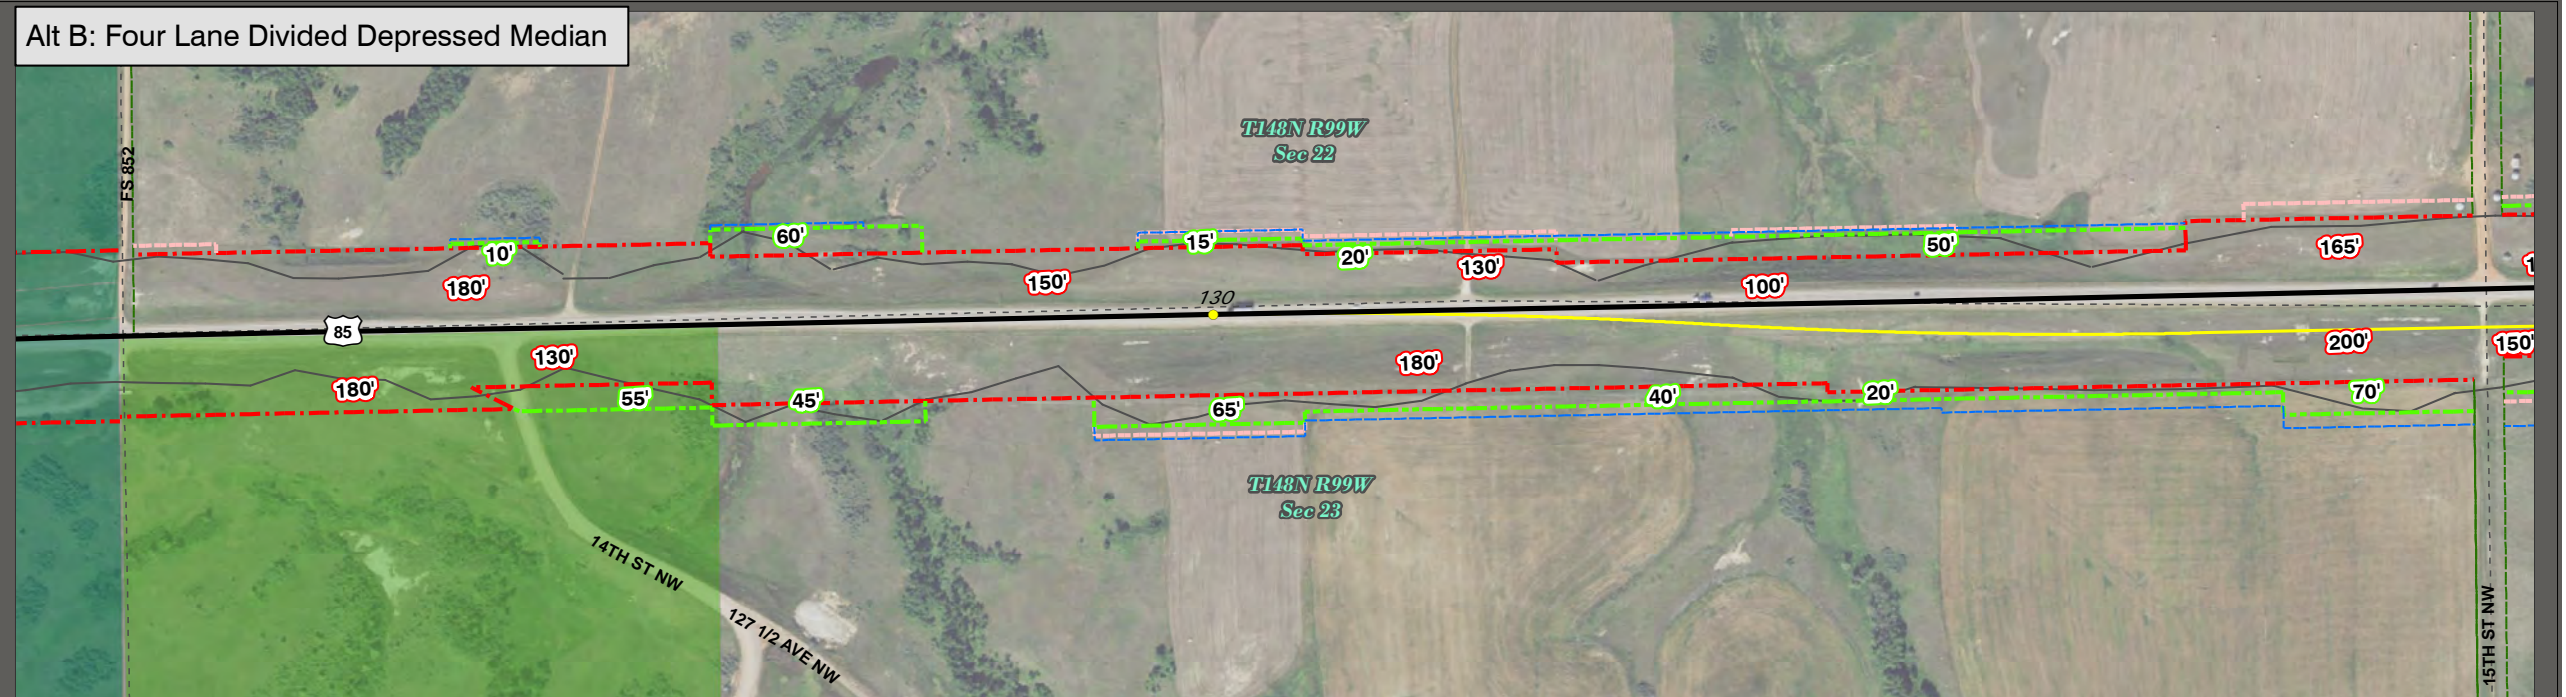 Alt B: Four Lane Divided Depressed Median
FS 852
T148N R99W
Sec 22
10'
60'
15'
20'
50'
165'
180'
150'
130'
100'
130
85
130'
180'
200'
150'
180'
55'
45'
65'
40'
20'
70'
T148N R99W
Sec 23
14TH ST NW
127 1/2 AVE NW
15TH ST NW